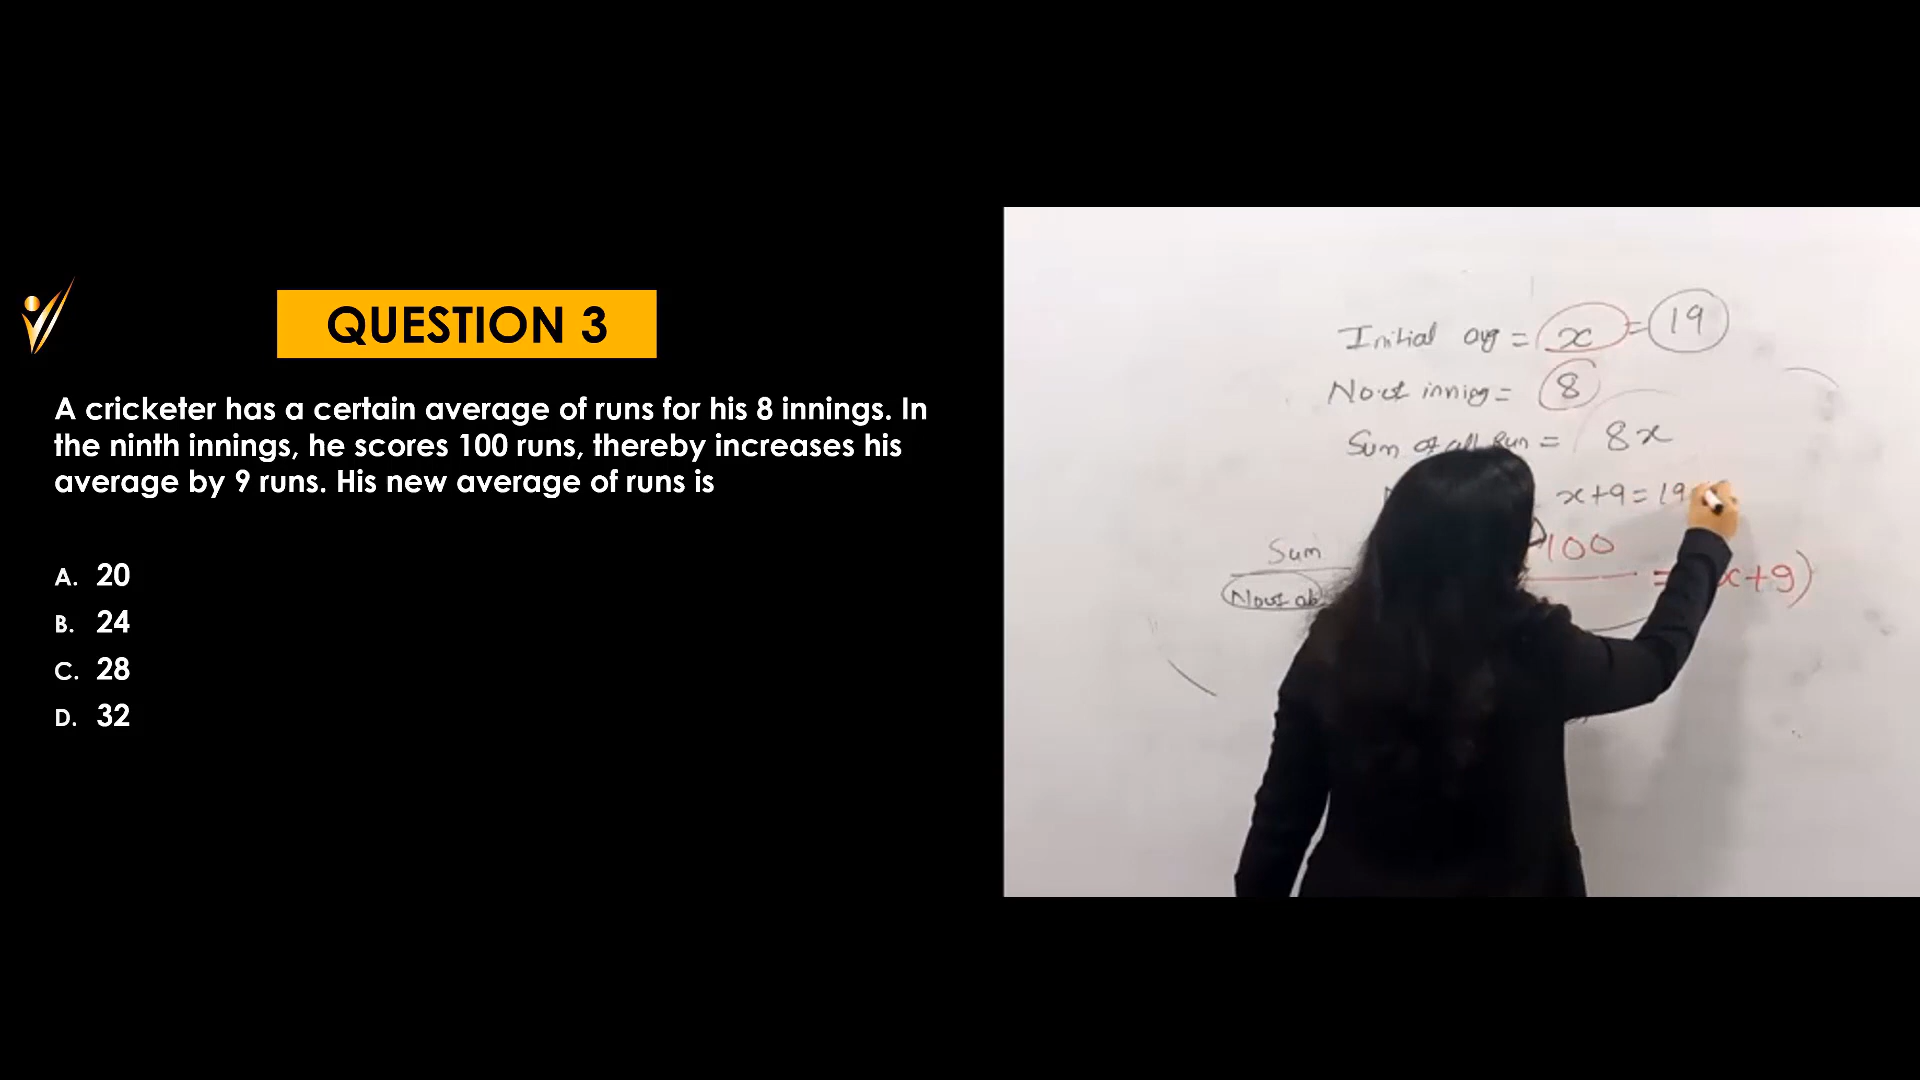 QUESTION 3
A cricketer has a certain average of runs for his 8 innings. In
the ninth innings, he scores 100 runs, thereby increases his
average by 9 runs. His new average of runs is
A. 20
B. 24
C. 28
D. 32
Initial avg = x = 19
No. of inning = 8
Sum of all Run = 8x
x+9=19
Sum
100
= x+9)